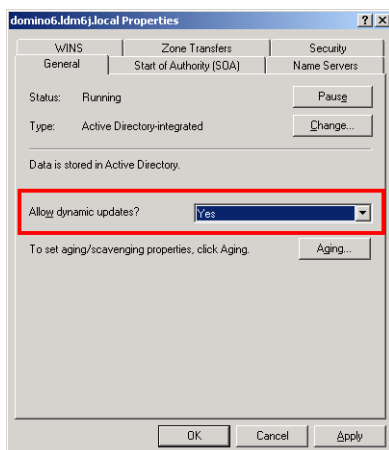 domino6.ldm6j.local Properties
WINS
Zone Transfers
Security
General
Start of Authority (SOA)
Name Servers
Status: Running
Pause
Type: Active Directory-integrated
Change...
Data is stored in Active Directory.
Allow dynamic updates? Yes
To set aging/scavenging properties, click Aging.
Aging...
OK
Cancel
Apply